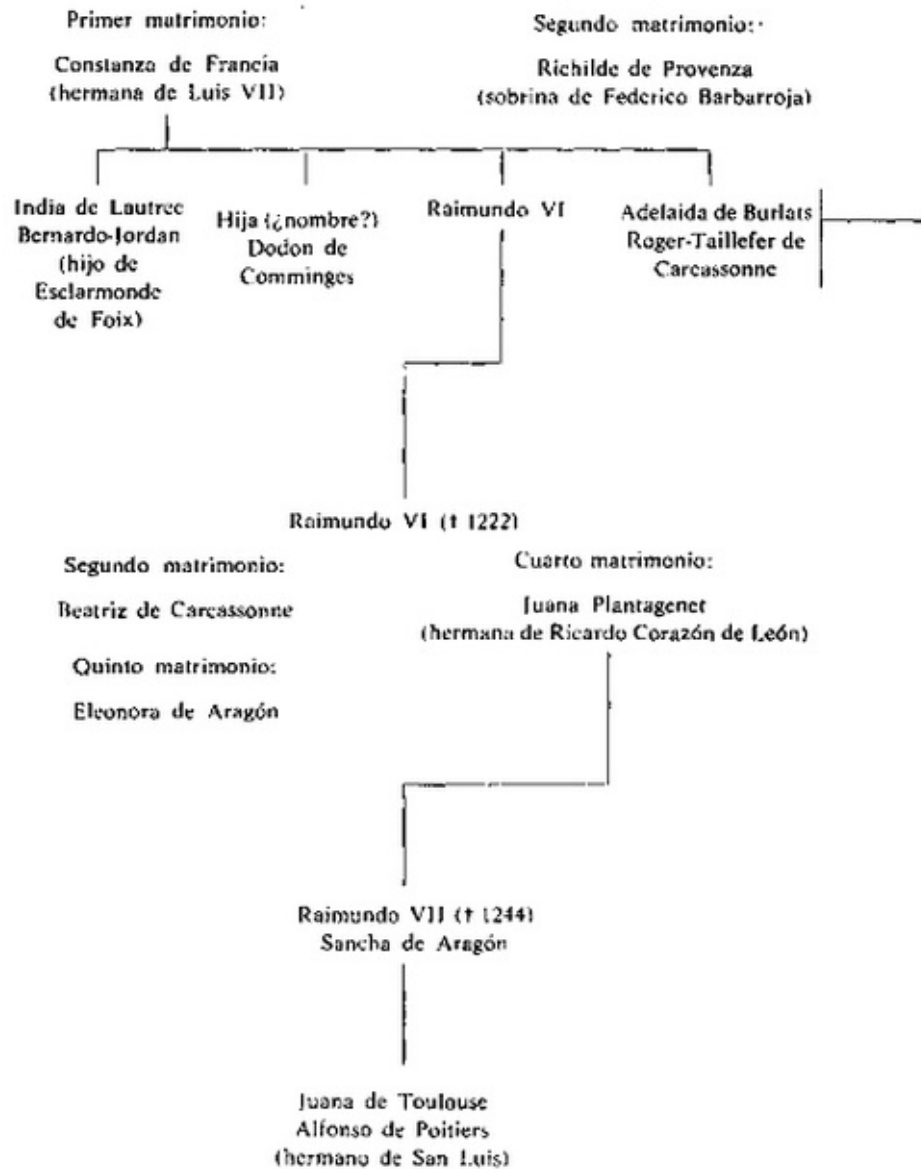 Primer matrimonio:
Constanza de Francia
(hermana de Luis VII)
Segundo matrimonio:
Richilde de Provenza
(sobrina de Federico Barbarroja)
India de Lautrec
Bernardo-Jordan
(hijo de
Esclarmonde
de Foix)
Hija (¿nombre?)
Dodon de
Comminges
Raimundo VI
Adelaida de Burlats
Roger-Taillefer de
Carcassonne
Raimundo VI († 1222)
Segundo matrimonio:
Beatriz de Carcassonne
Quinto matrimonio:
Eleonora de Aragón
Cuarto matrimonio:
Juana Plantagenet
(hermana de Ricardo Corazón de León)
Raimundo VII († 1244)
Sancha de Aragón
Juana de Toulouse
Alfonso de Poitiers
(hermano de San Luis)